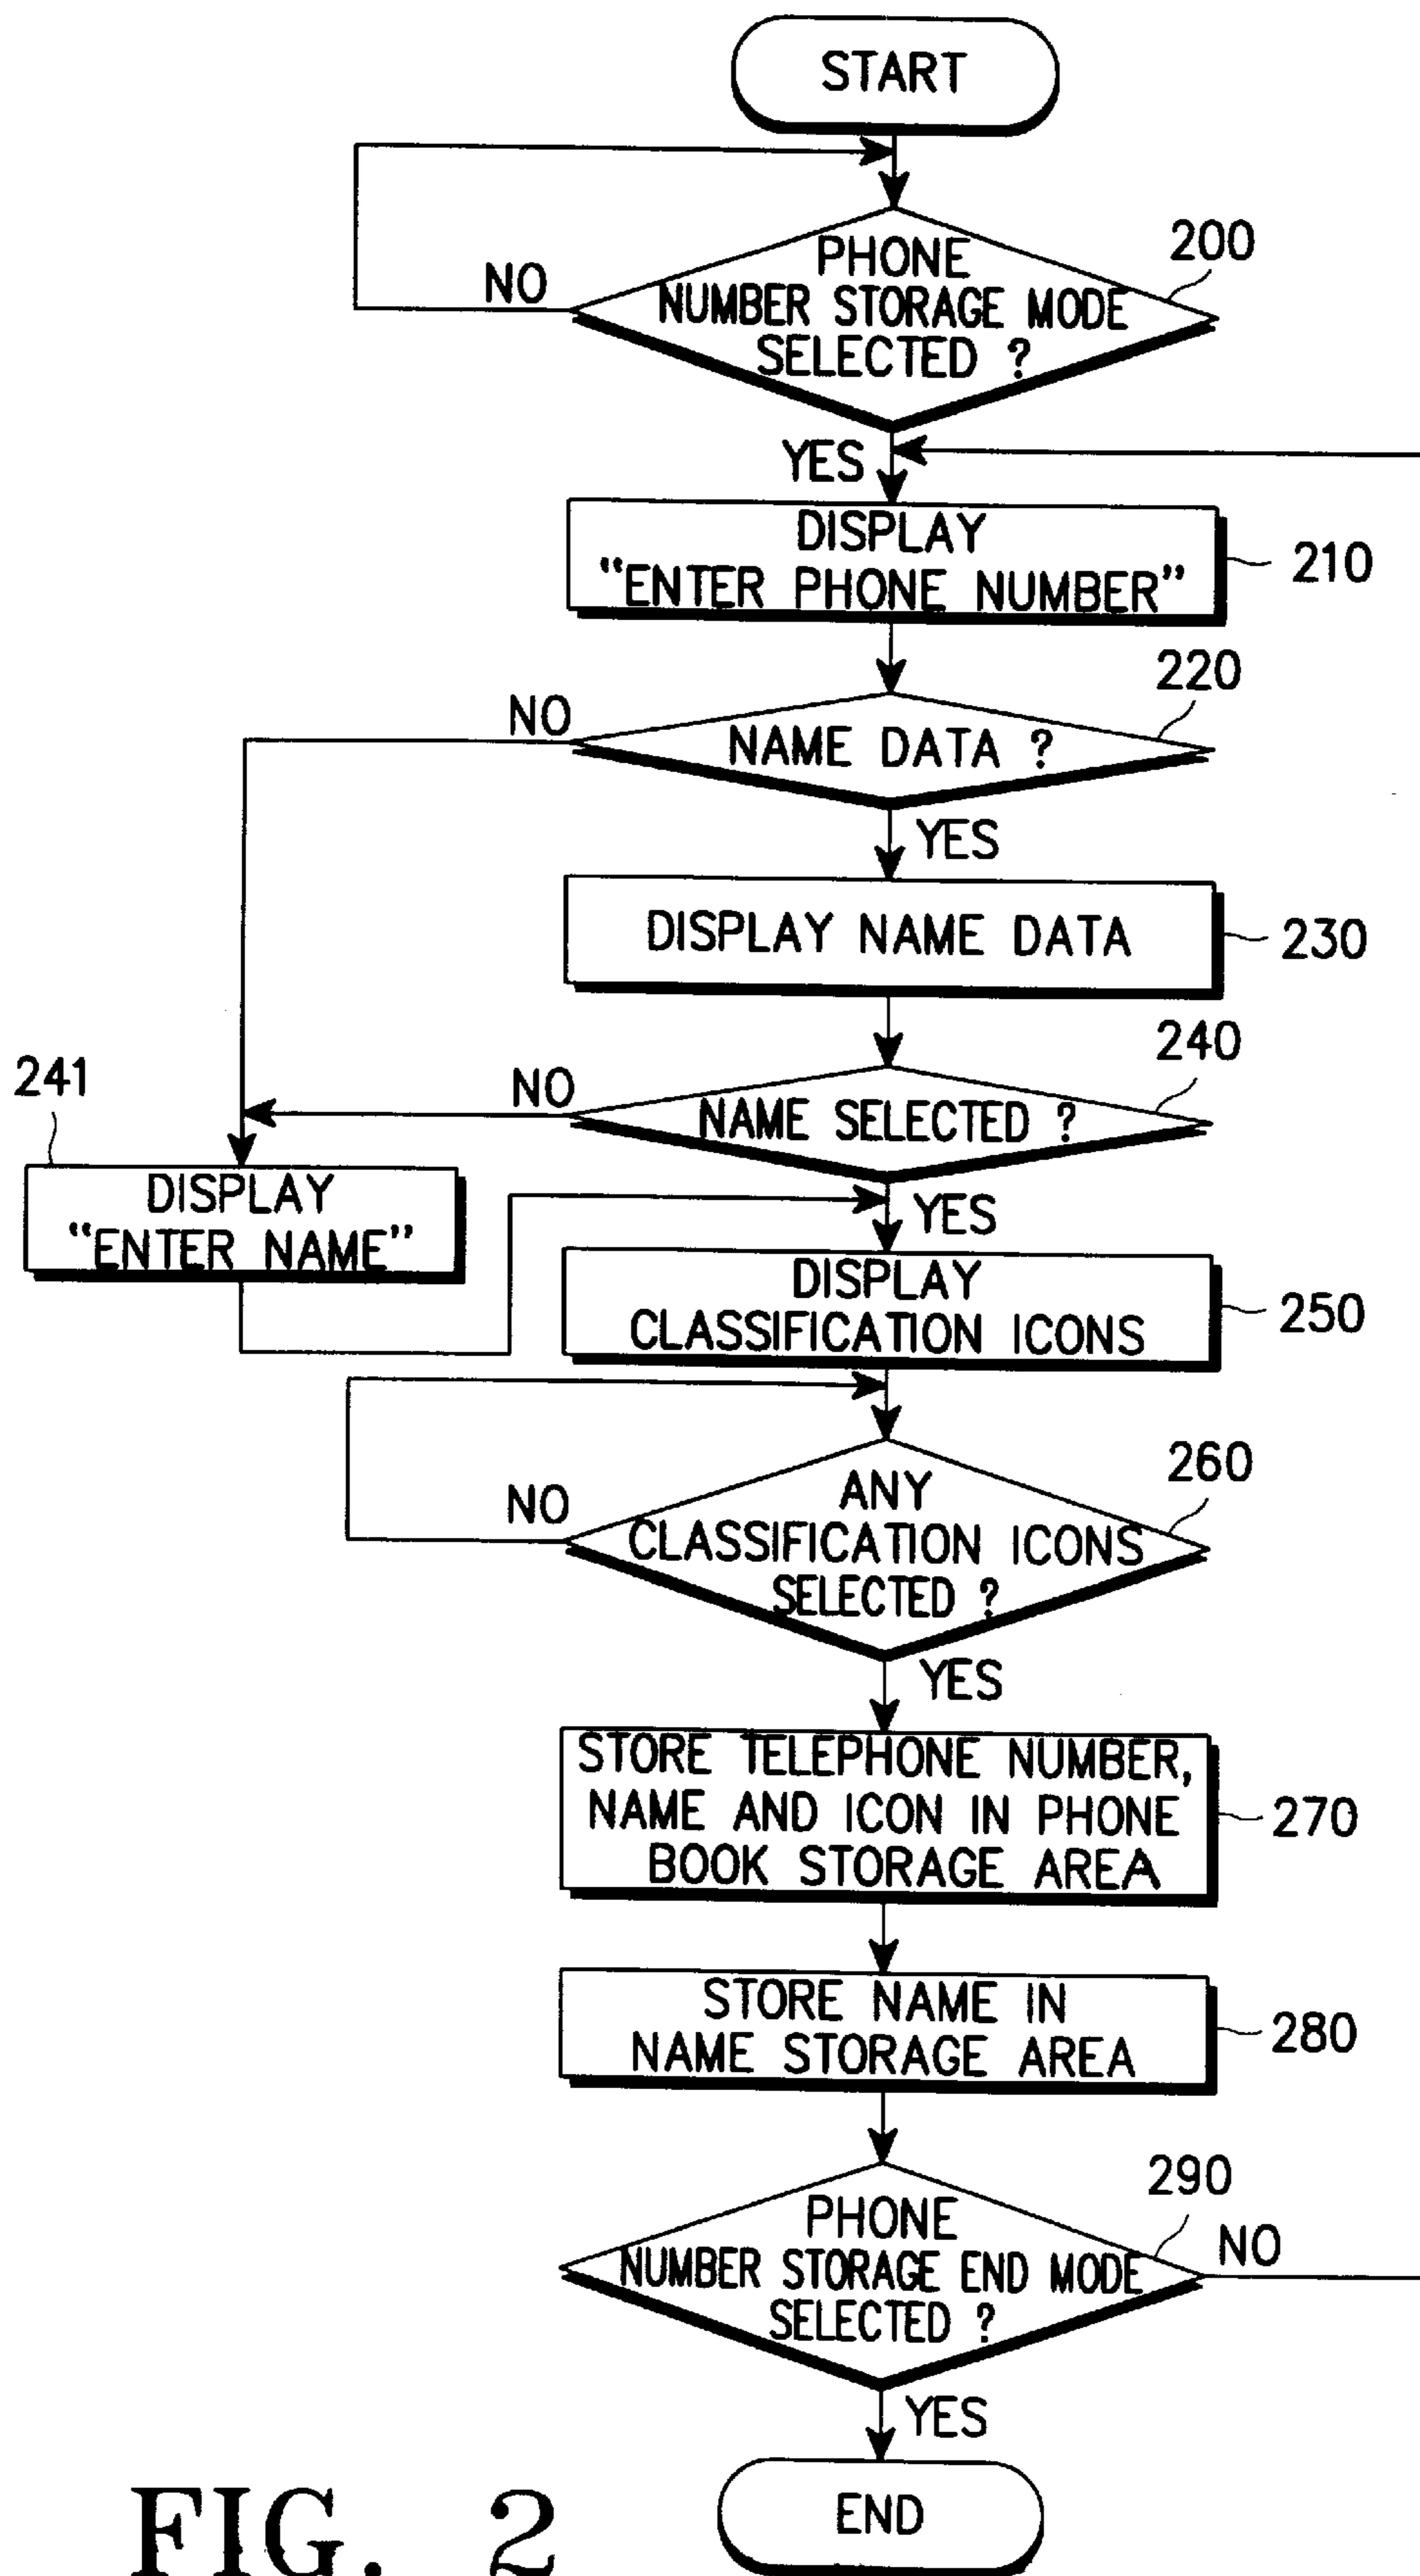 START
PHONE
NUMBER STORAGE MODE
SELECTED ?
200
NO
YES
DISPLAY
"ENTER PHONE NUMBER"
210
220
NO
NAME DATA ?
YES
DISPLAY NAME DATA
230
240
241
NO
NAME SELECTED ?
DISPLAY
"ENTER NAME"
YES
DISPLAY
CLASSIFICATION ICONS
250
260
NO
ANY
CLASSIFICATION ICONS
SELECTED ?
YES
STORE TELEPHONE NUMBER,
NAME AND ICON IN PHONE
BOOK STORAGE AREA
270
STORE NAME IN
NAME STORAGE AREA
280
290
PHONE
NUMBER STORAGE END MODE
SELECTED ?
NO
YES
END
FIG. 2